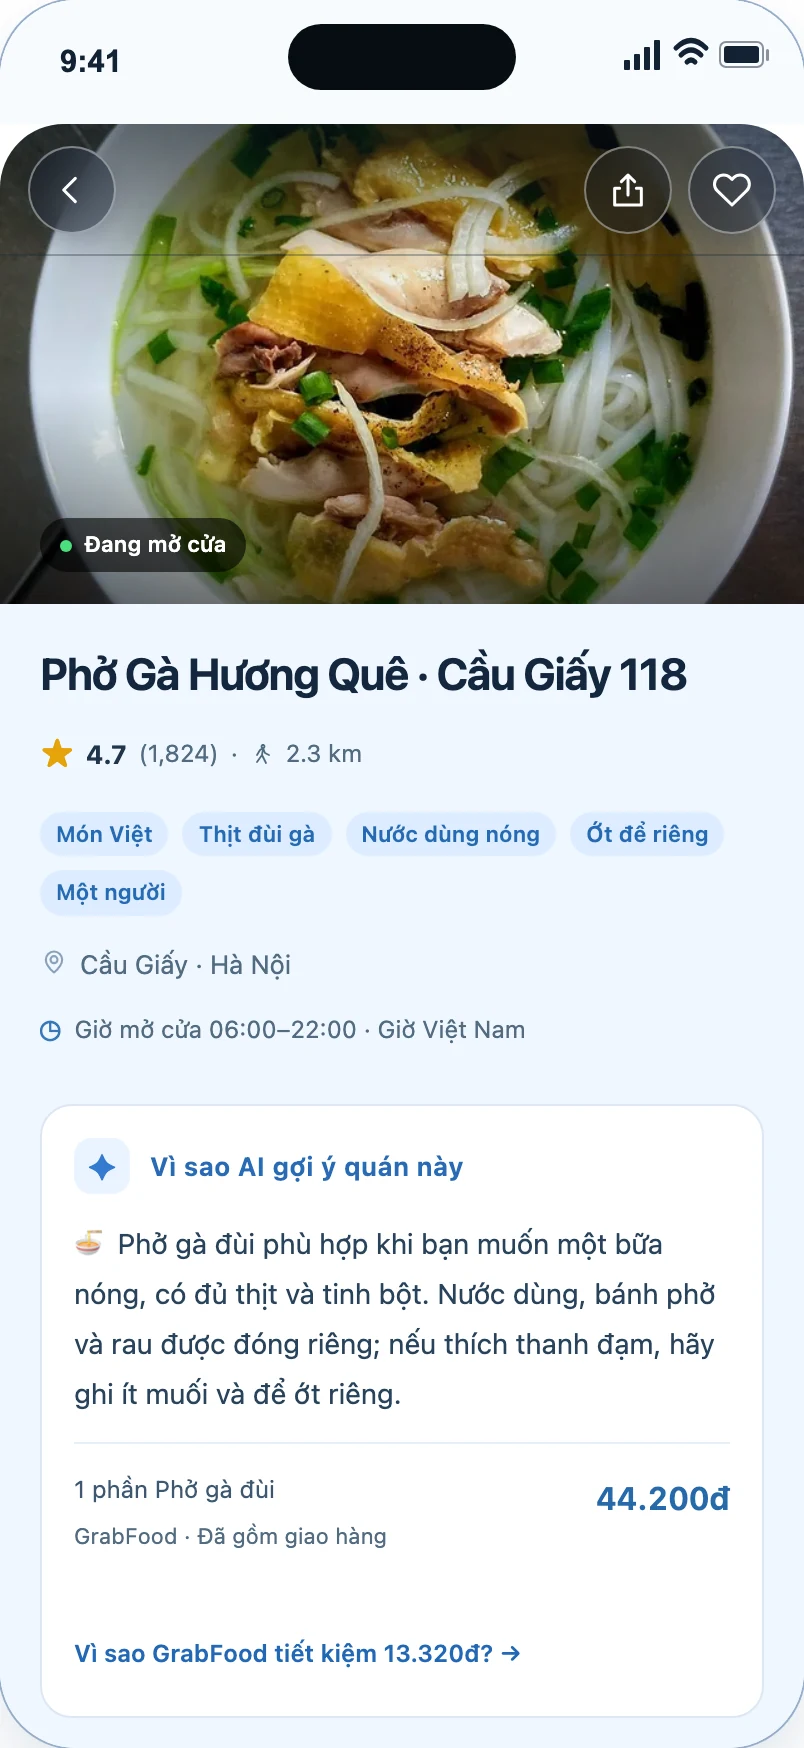 9:41
Đang mở cửa
Phở Gà Hương Quê · Cầu Giấy 118
4.7 (1,824) · 2.3 km
Món Việt Thịt đùi gà Nước dùng nóng Ớt để riêng
Một người
Cầu Giấy · Hà Nội
Giờ mở cửa 06:00–22:00 · Giờ Việt Nam
Vì sao AI gợi ý quán này
🍜 Phở gà đùi phù hợp khi bạn muốn một bữa
nóng, có đủ thịt và tinh bột. Nước dùng, bánh phở
và rau được đóng riêng; nếu thích thanh đạm, hãy
ghi ít muối và để ớt riêng.
1 phần Phở gà đùi
44.200đ
GrabFood · Đã gồm giao hàng
Vì sao GrabFood tiết kiệm 13.320đ? →